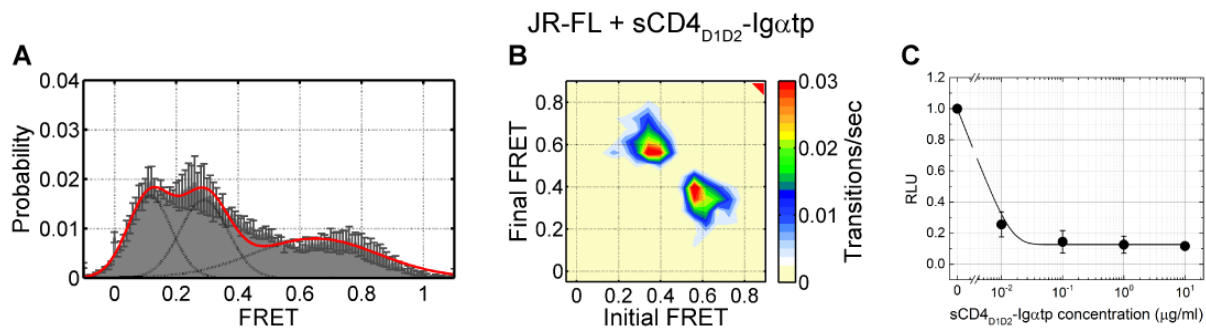 JR-FL + sCD4D1D2-Igαtp
A
0.04
0.03
0.02
0.01
0
Probability
0 0.2 0.4 0.6 0.8 1
FRET
B
0.8
0.6
0.4
0.2
0
Final FRET
0 0.2 0.4 0.6 0.8
Initial FRET
0.03
0.02
0.01
0
Transitions/sec
C
1.2
1.0
0.8
0.6
0.4
0.2
0.0
RLU
0 10-2 10-1 100 101
sCD4D1D2-Igαtp concentration (μg/ml)